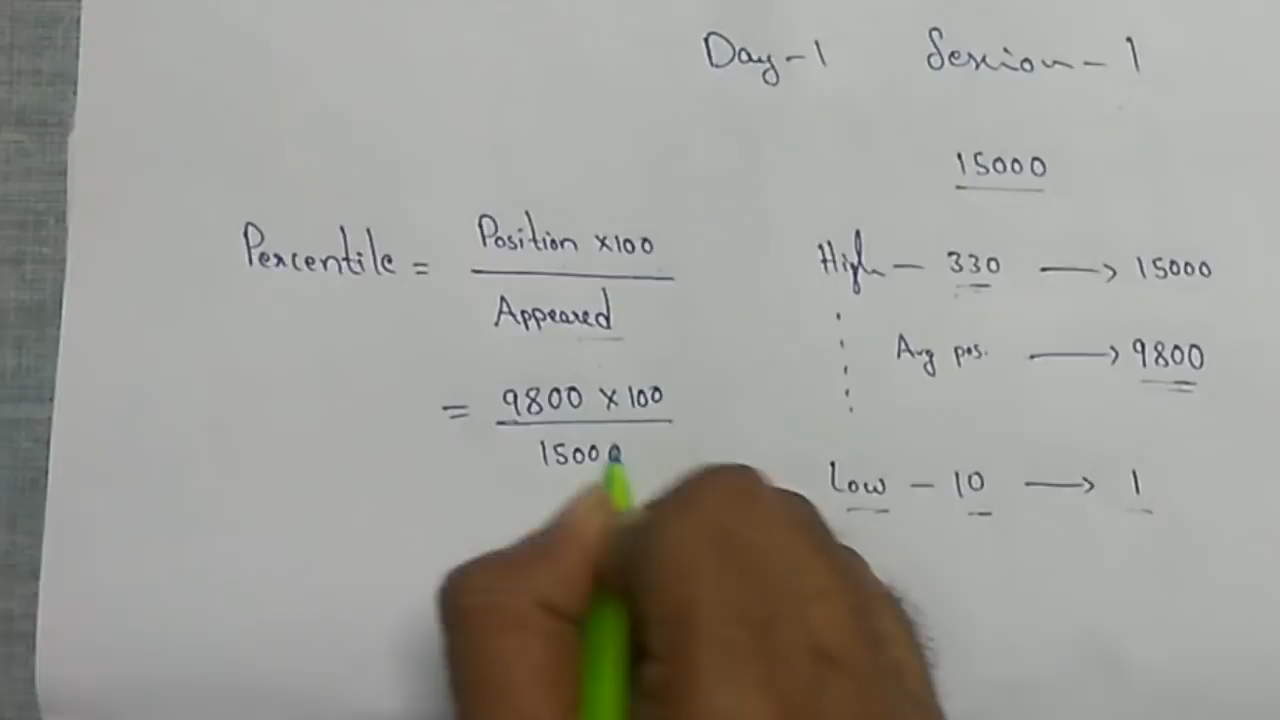 Day-1 Session-1
15000
Percentile = Position x100
Appeared
= 9800 x 100
15000
High - 330 → 15000
Avg pos. → 9800
Low - 10 → 1